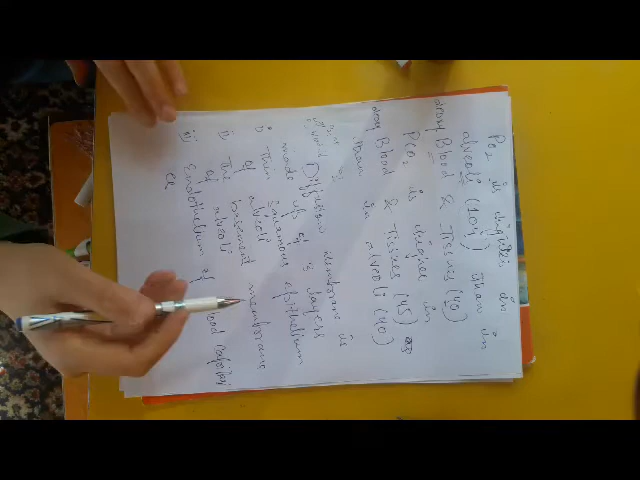 PO2 is higher in
alveoli (104) than in
deoxy Blood & Tissues (40)
PCO2 is higher in
deoxy Blood & Tissues (45)
than in alveoli (40)
Diffusion membrane is
made up of 3 layers
i) Thin squamous epithelium
of alveoli
ii) The basement membrane
of alveoli
iii) Endothelium of blood